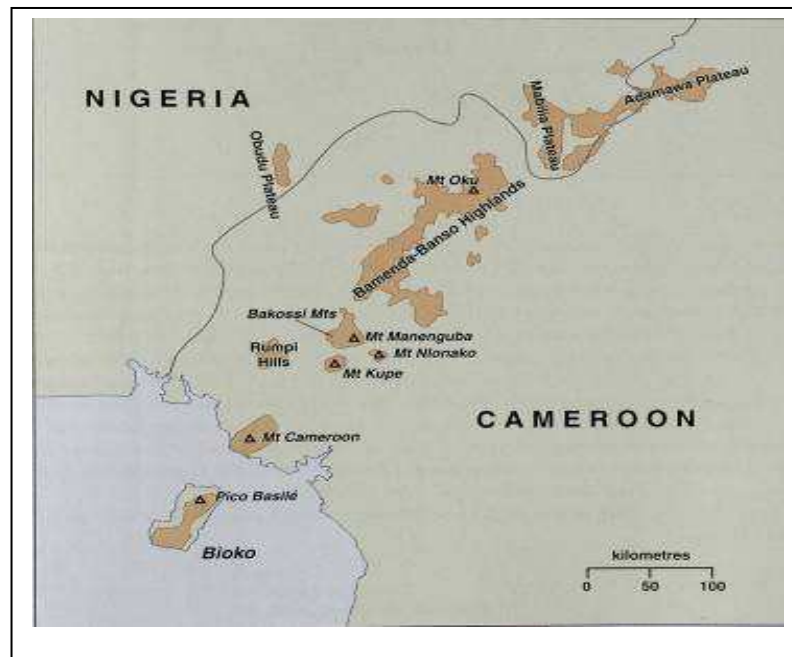 NIGERIA
Adamawa Plateau
Mabilla Plateau
Obudu Plateau
Mt Oku
Bamenda-Banso Highlands
Bakossi Mts
Mt Manenguba
Rumpi
Hills
Mt Nlonako
Mt Kupe
CAMEROON
Mt Cameroon
Pico Basilé
Bioko
kilometres
0 50 100